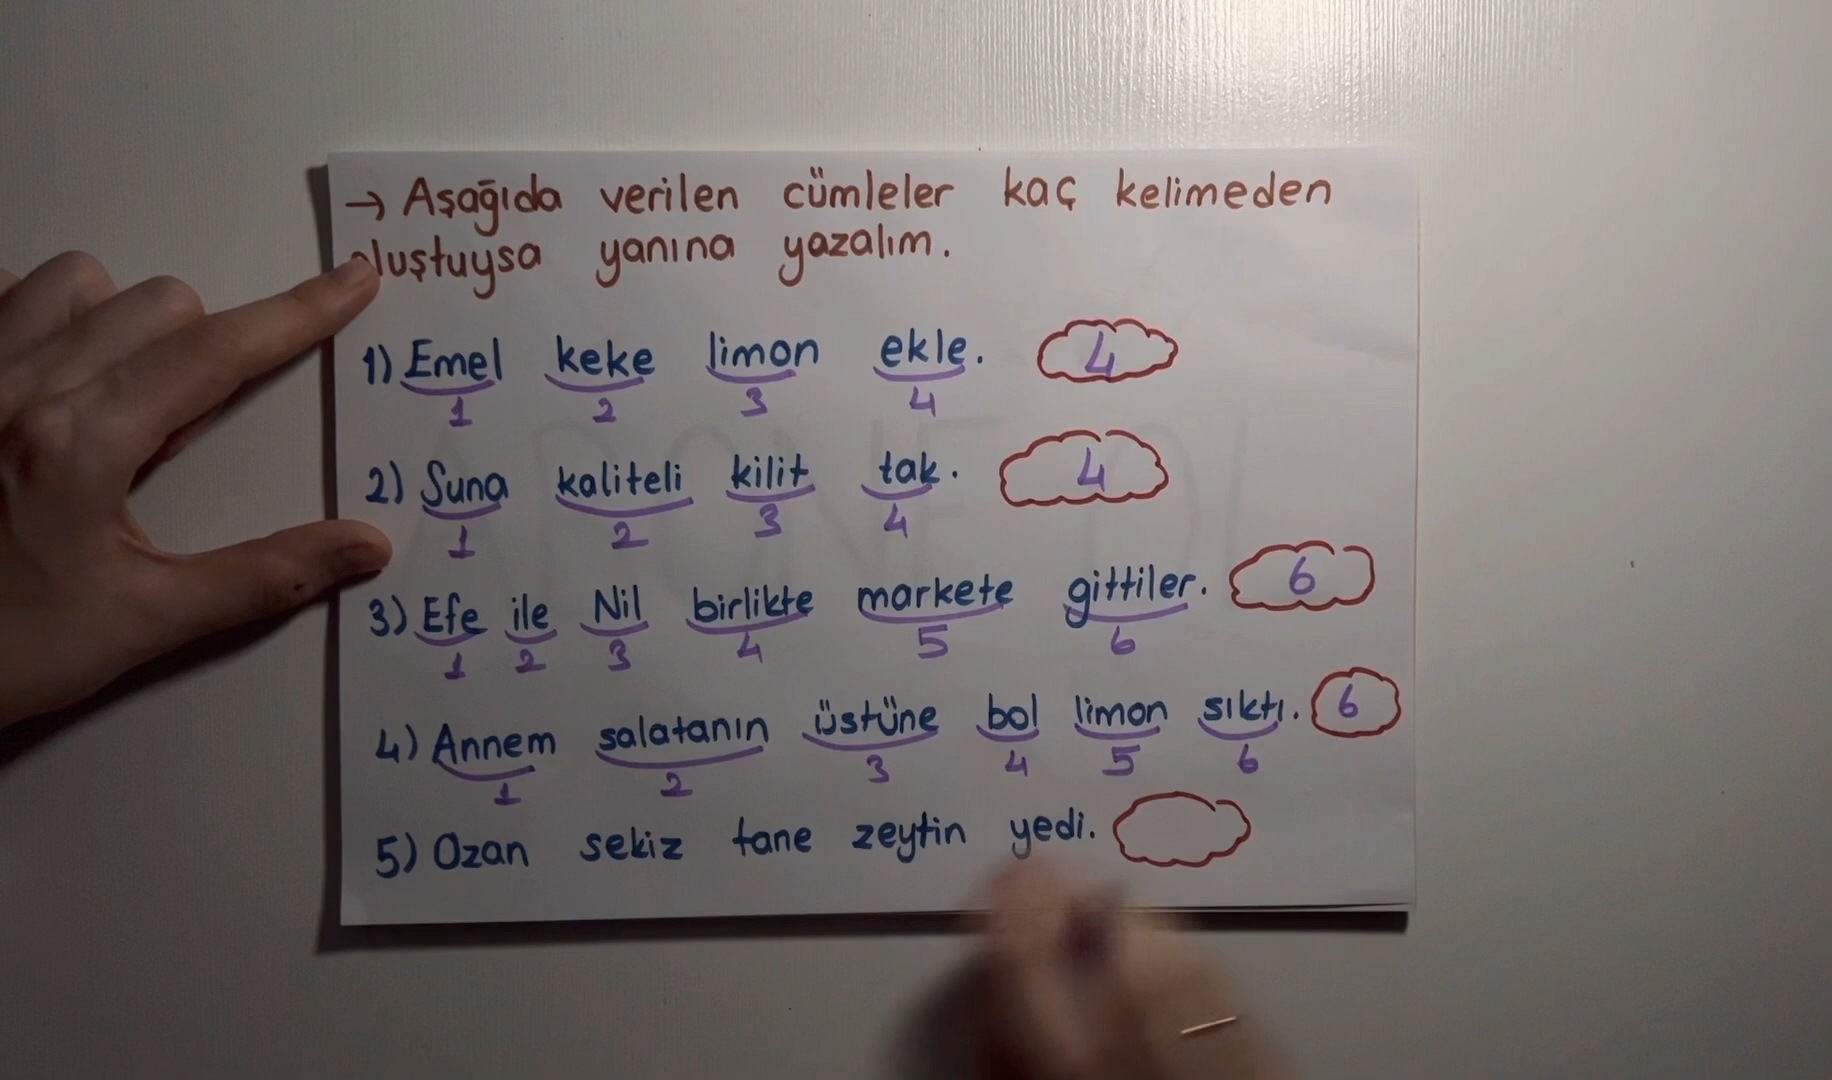 → Aşağıda verilen cümleler kaç kelimeden
oluştuysa yanına yazalım.
1) Emel keke limon ekle. 4
1 2 3 4
2) Suna kaliteli kilit tak. 4
1 2 3 4
3) Efe ile Nil birlikte markete gittiler. 6
1 2 3 4 5 6
4) Annem salatanın üstüne bol limon sıktı. 6
1 2 3 4 5 6
5) Ozan sekiz tane zeytin yedi.
ABONE OL